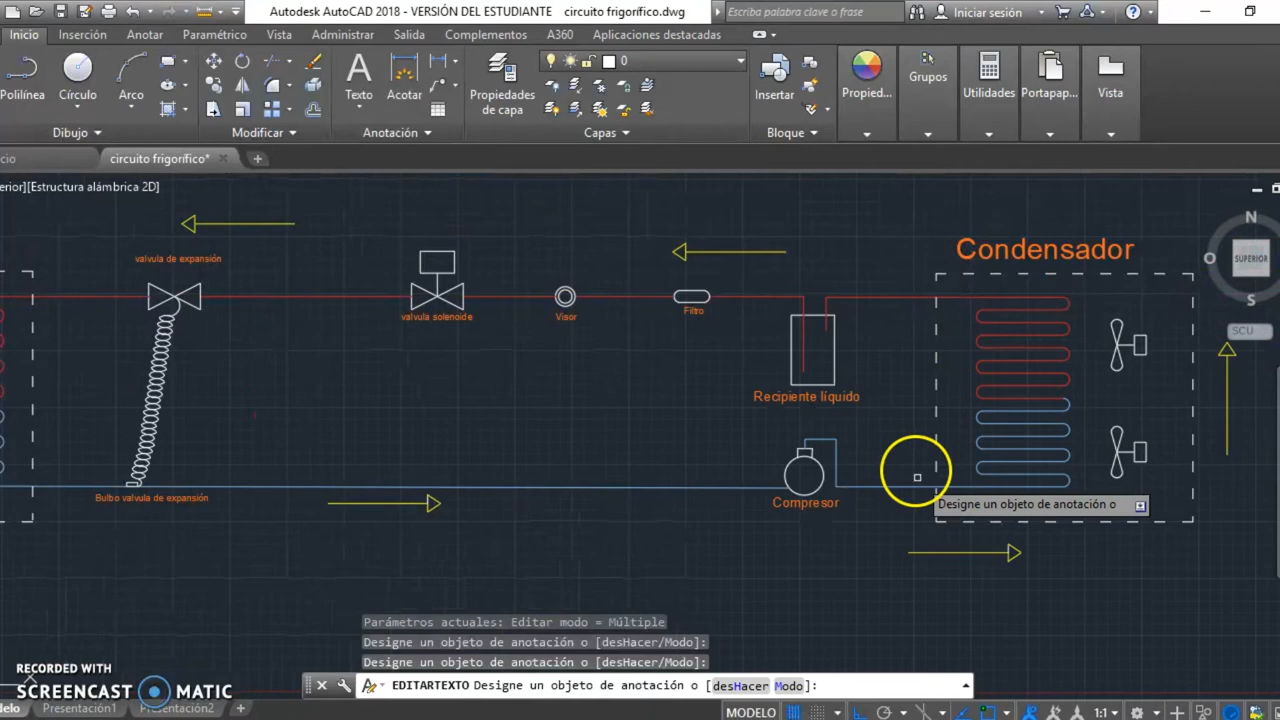 Autodesk AutoCAD 2018 - VERSIÓN DEL ESTUDIANTE circuito frigorífico.dwg
Escriba palabra clave o frase
Iniciar sesión
Inicio Inserción Anotar Paramétrico Vista Administrar Salida Complementos A360 Aplicaciones destacadas
0
Polilínea Círculo Arco
Texto Acotar
Propiedades de capa
Insertar
Propied...
Grupos
Utilidades
Portapap...
Vista
Dibujo Modificar Anotación Capas Bloque
circuito frigorífico*
[Estructura alámbrica 2D]
N
O SUPERIOR
S
SCU
Condensador
valvula de expansión
valvula solenoide
Visor
Filtro
Recipiente líquido
Bulbo valvula de expansión
Compresor
Designe un objeto de anotación o
Parámetros actuales: Editar modo = Múltiple
Designe un objeto de anotación o [desHacer/Modo]:
Designe un objeto de anotación o [desHacer/Modo]:
EDITARTEXTO Designe un objeto de anotación o [desHacer Modo]:
RECORDED WITH
SCREENCAST MATIC
Presentación1 Presentación2
MODELO
1:1